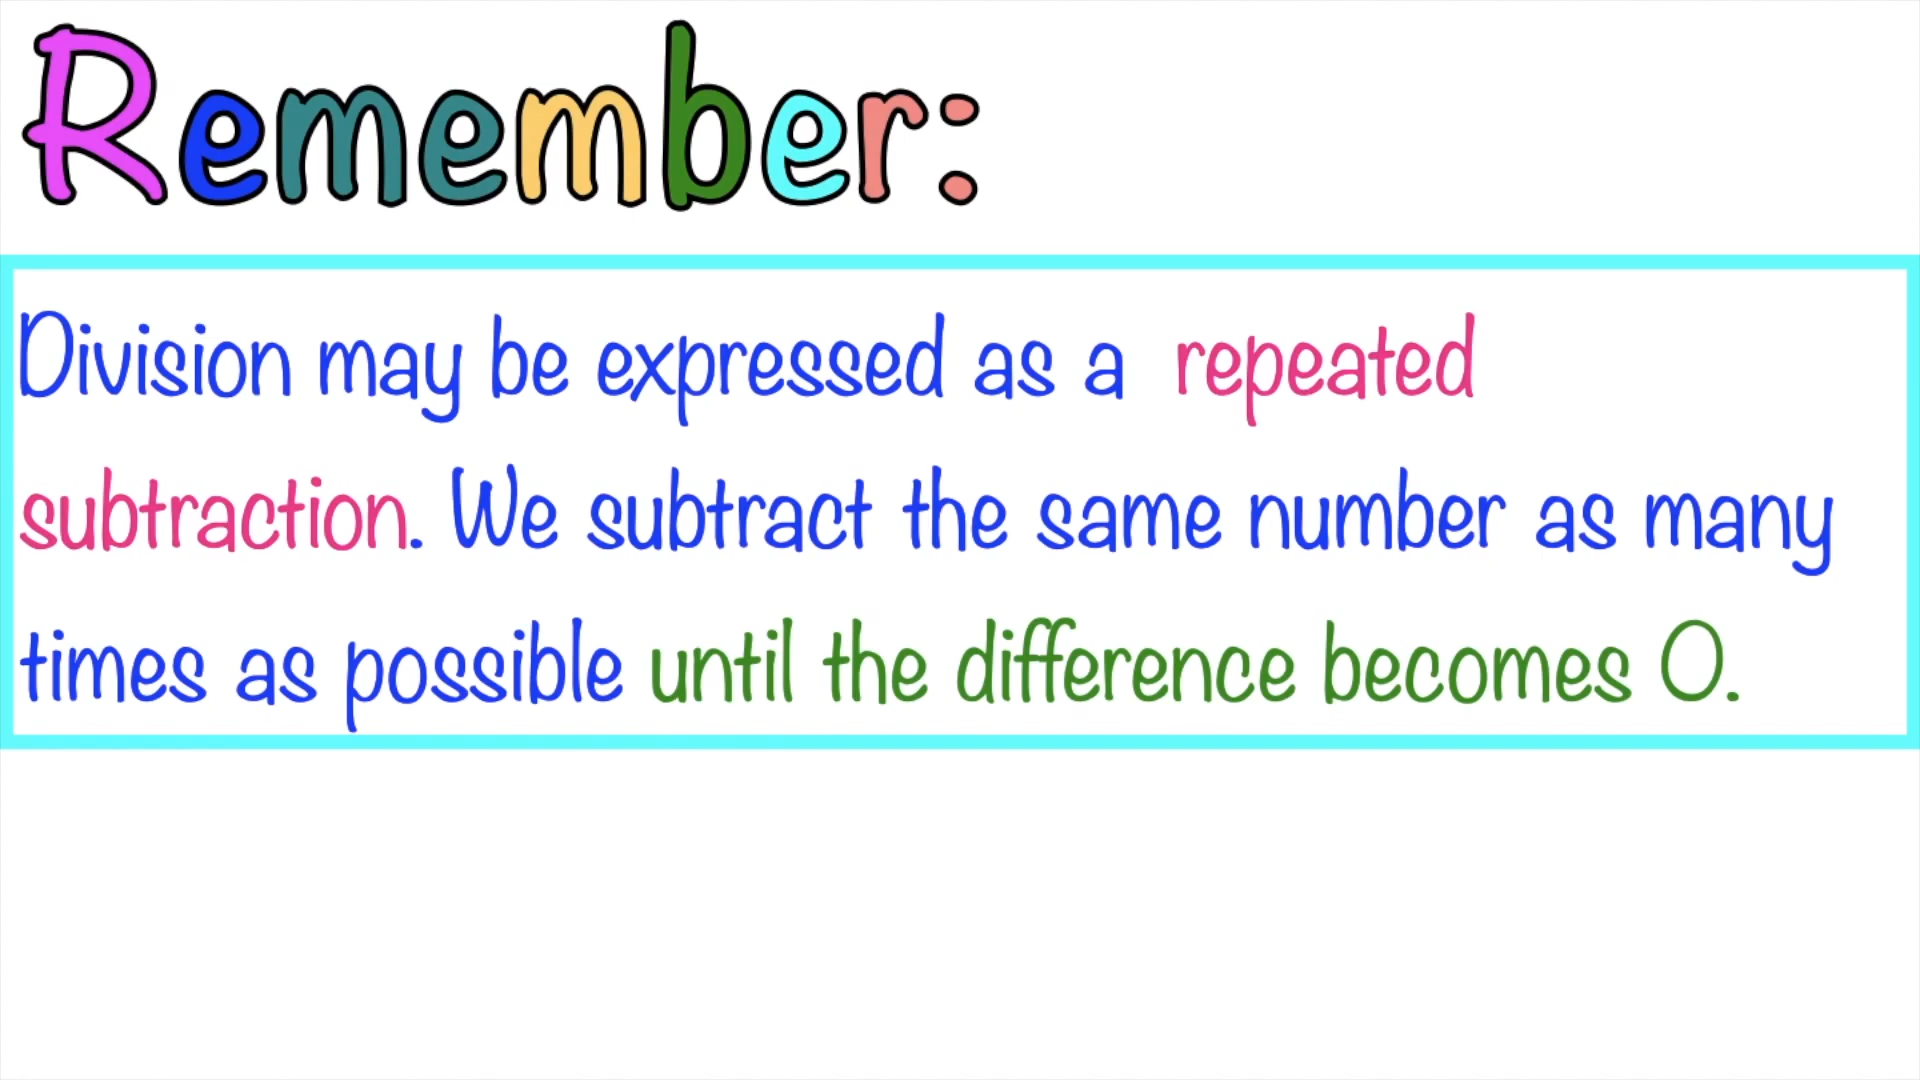 Remember:
Division may be expressed as a repeated
subtraction. We subtract the same number as many
times as possible until the difference becomes 0.